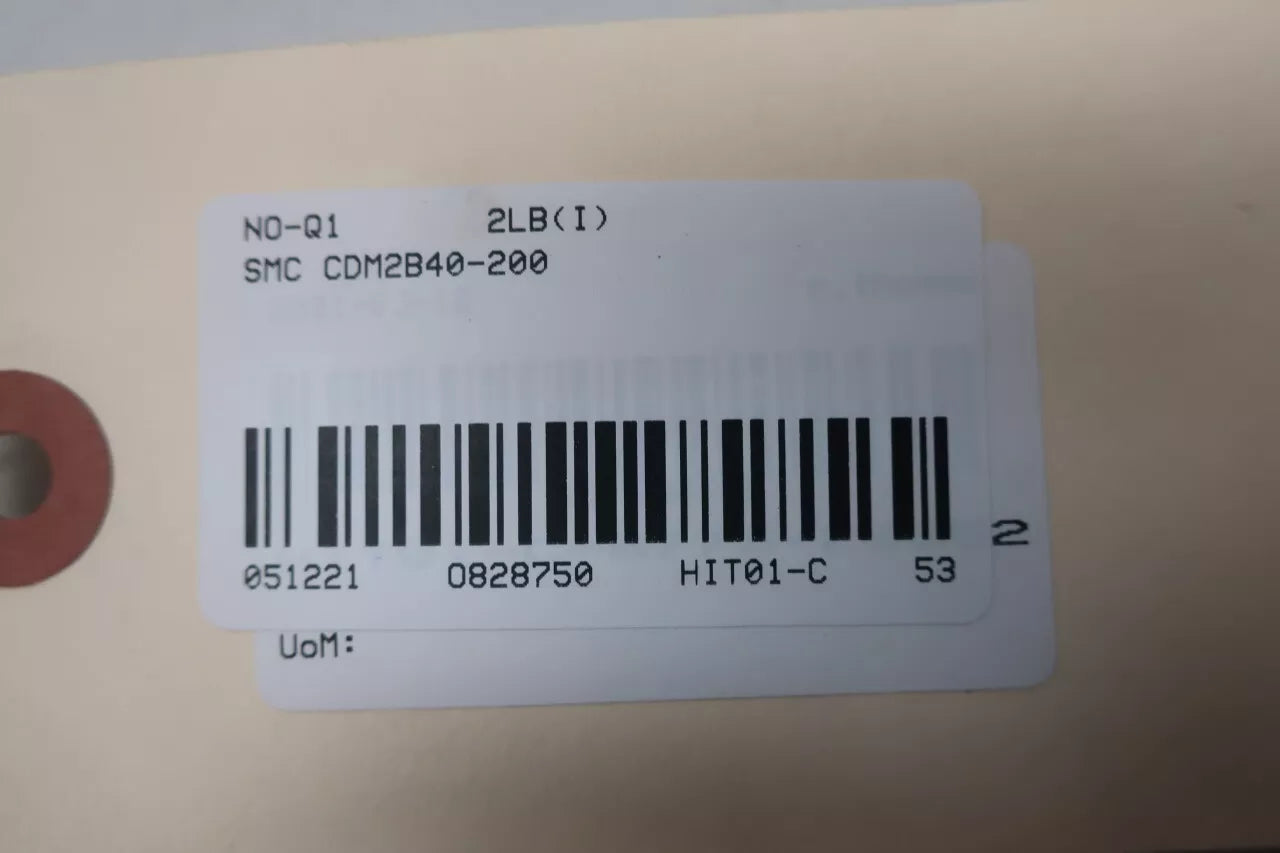 NO-Q1 2LB(I)
SMC CDM2B40-200
051221 0828750 HIT01-C 53
2
UoM: